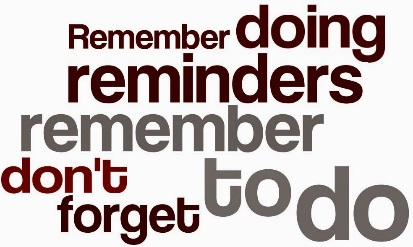 Remember doing
reminders
remember
don't to do
forget